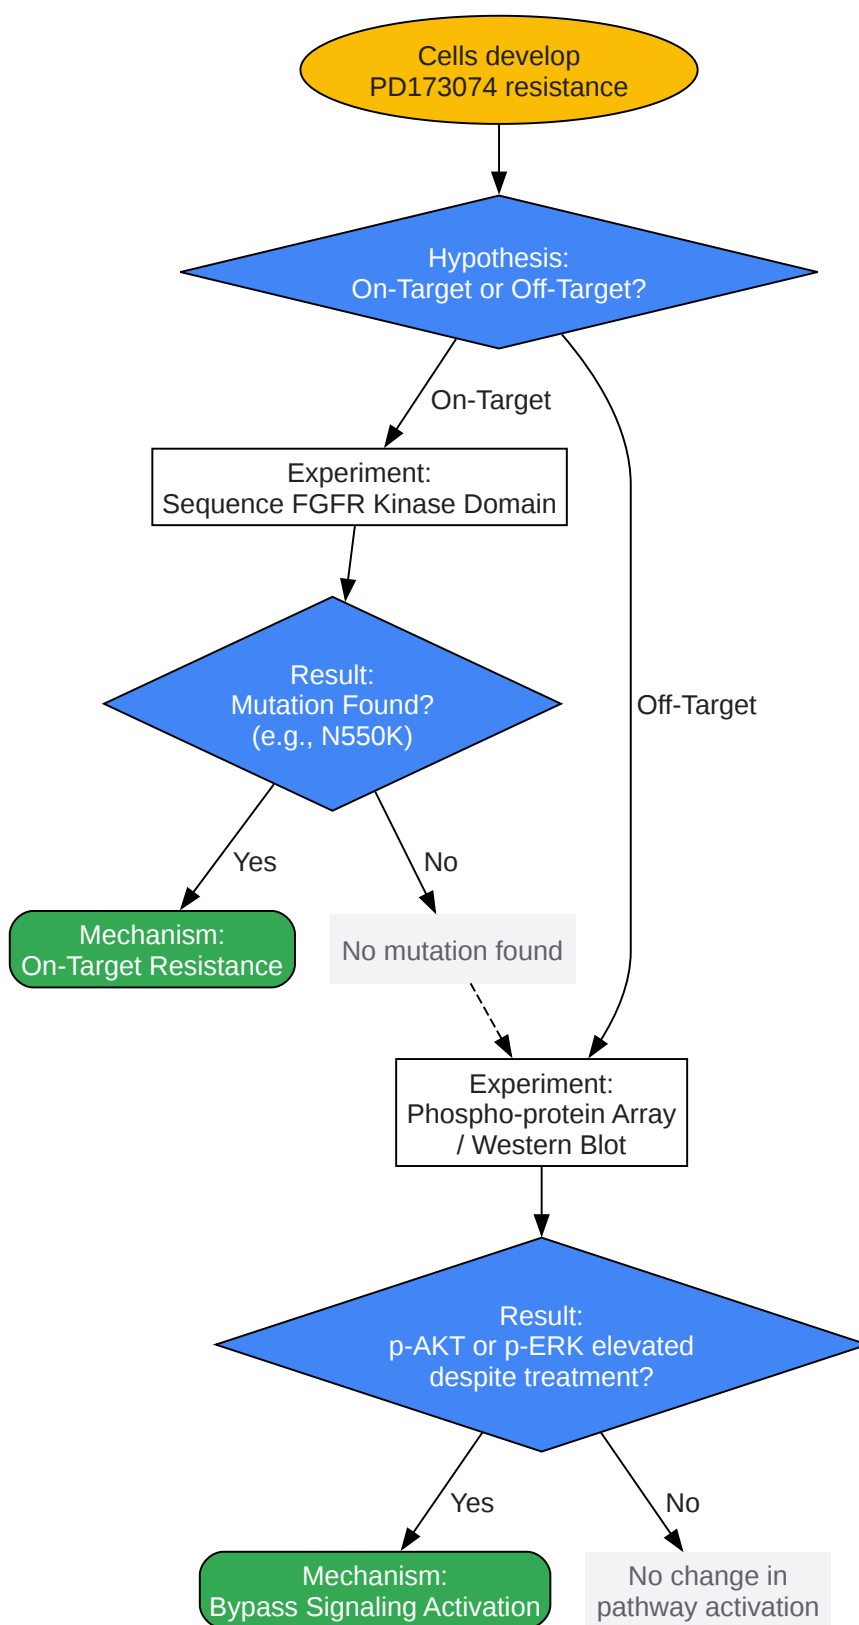 Cells develop
PD173074 resistance
Hypothesis:
On-Target or Off-Target?
On-Target
Experiment:
Sequence FGFR Kinase Domain
Result:
Mutation Found?
(e.g., N550K)
Off-Target
Yes
No
Mechanism:
On-Target Resistance
No mutation found
Experiment:
Phospho-protein Array
/ Western Blot
Result:
p-AKT or p-ERK elevated
despite treatment?
Yes
No
Mechanism:
Bypass Signaling Activation
No change in
pathway activation